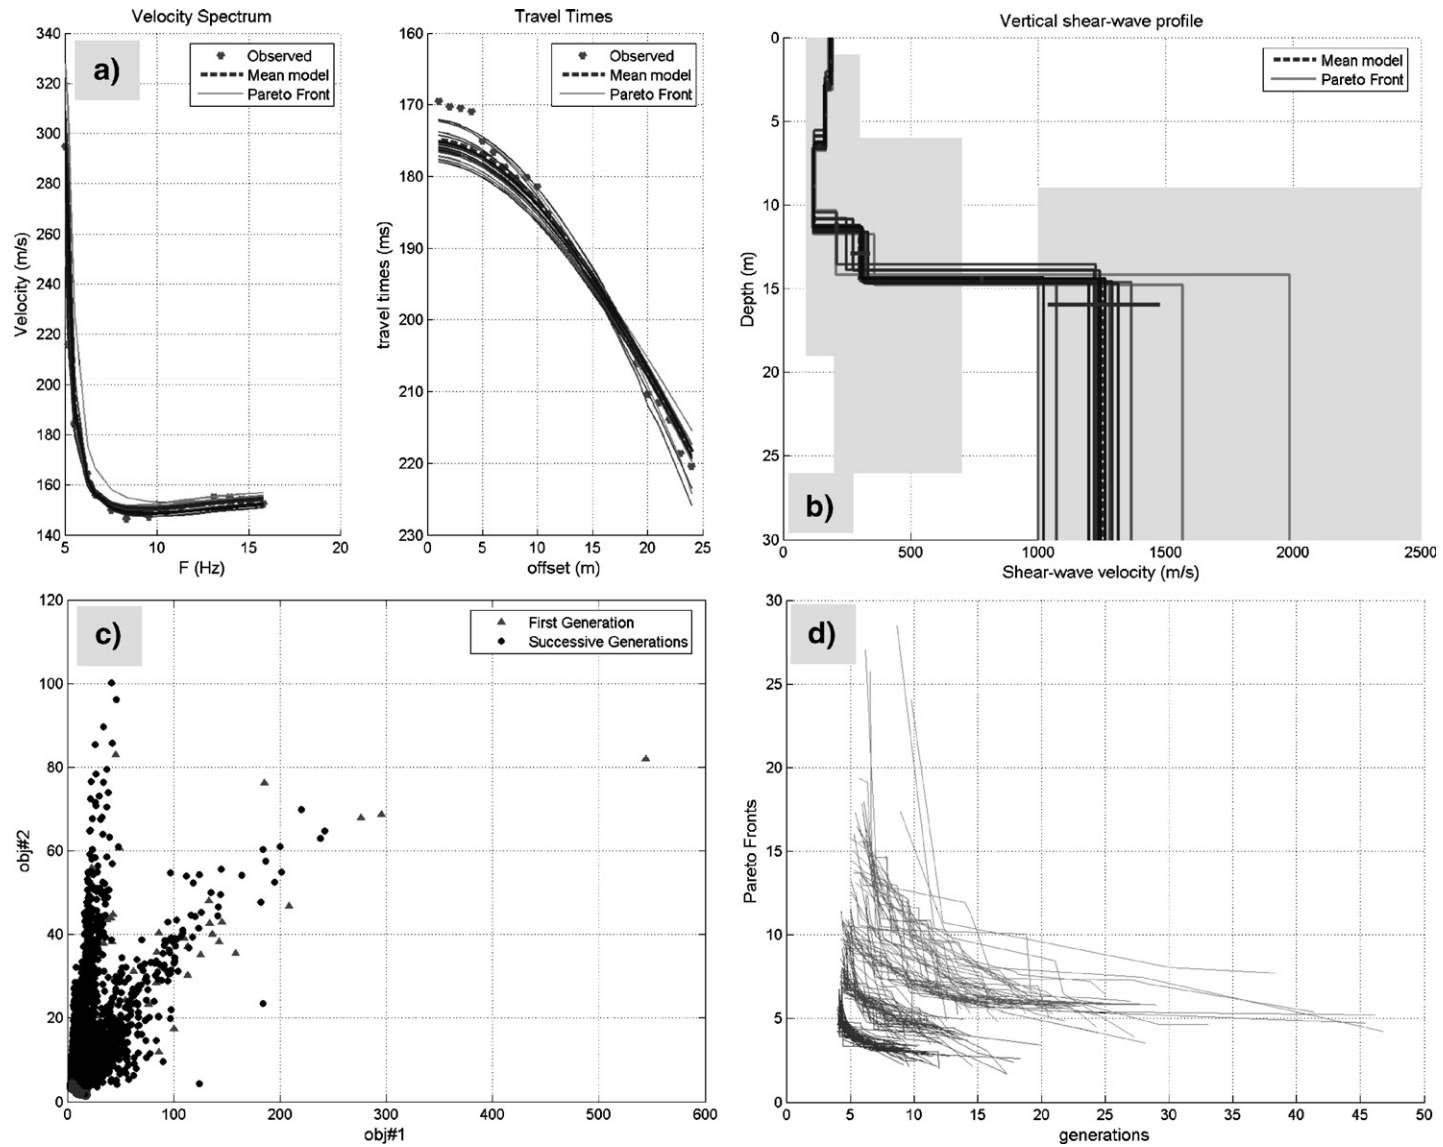 Velocity Spectrum
a)
Observed
Mean model
Pareto Front
340
320
300
280
260
240
220
200
180
160
140
Velocity (m/s)
5 10 15 20
F (Hz)
Travel Times
Observed
Mean model
Pareto Front
160
170
180
190
200
210
220
230
travel times (ms)
0 5 10 15 20 25
offset (m)
Vertical shear-wave profile
Mean model
Pareto Front
0
5
10
15
20
25
30
Depth (m)
b)
0 500 1000 1500 2000 2500
Shear-wave velocity (m/s)
c)
First Generation
Successive Generations
120
100
80
60
40
20
0
obj#2
0 100 200 300 400 500 600
obj#1
d)
30
25
20
15
10
5
0
Pareto Fronts
0 5 10 15 20 25 30 35 40 45 50
generations